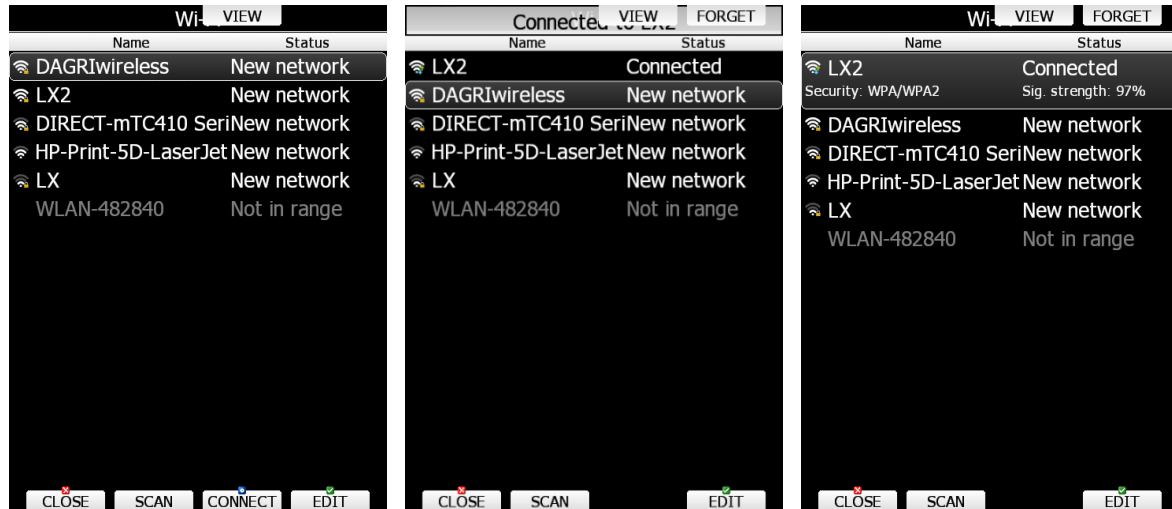 Wi- VIEW
Name Status
DAGRIwireless New network
LX2 New network
DIRECT-mTC410 Seri New network
HP-Print-5D-LaserJet New network
LX New network
WLAN-482840 Not in range
CLOSE SCAN CONNECT EDIT
Connected to LX2 VIEW FORGET
Name Status
LX2 Connected
DAGRIwireless New network
DIRECT-mTC410 Seri New network
HP-Print-5D-LaserJet New network
LX New network
WLAN-482840 Not in range
CLOSE SCAN EDIT
Wi- VIEW FORGET
Name Status
LX2 Connected
Security: WPA/WPA2 Sig. strength: 97%
DAGRIwireless New network
DIRECT-mTC410 Seri New network
HP-Print-5D-LaserJet New network
LX New network
WLAN-482840 Not in range
CLOSE SCAN EDIT